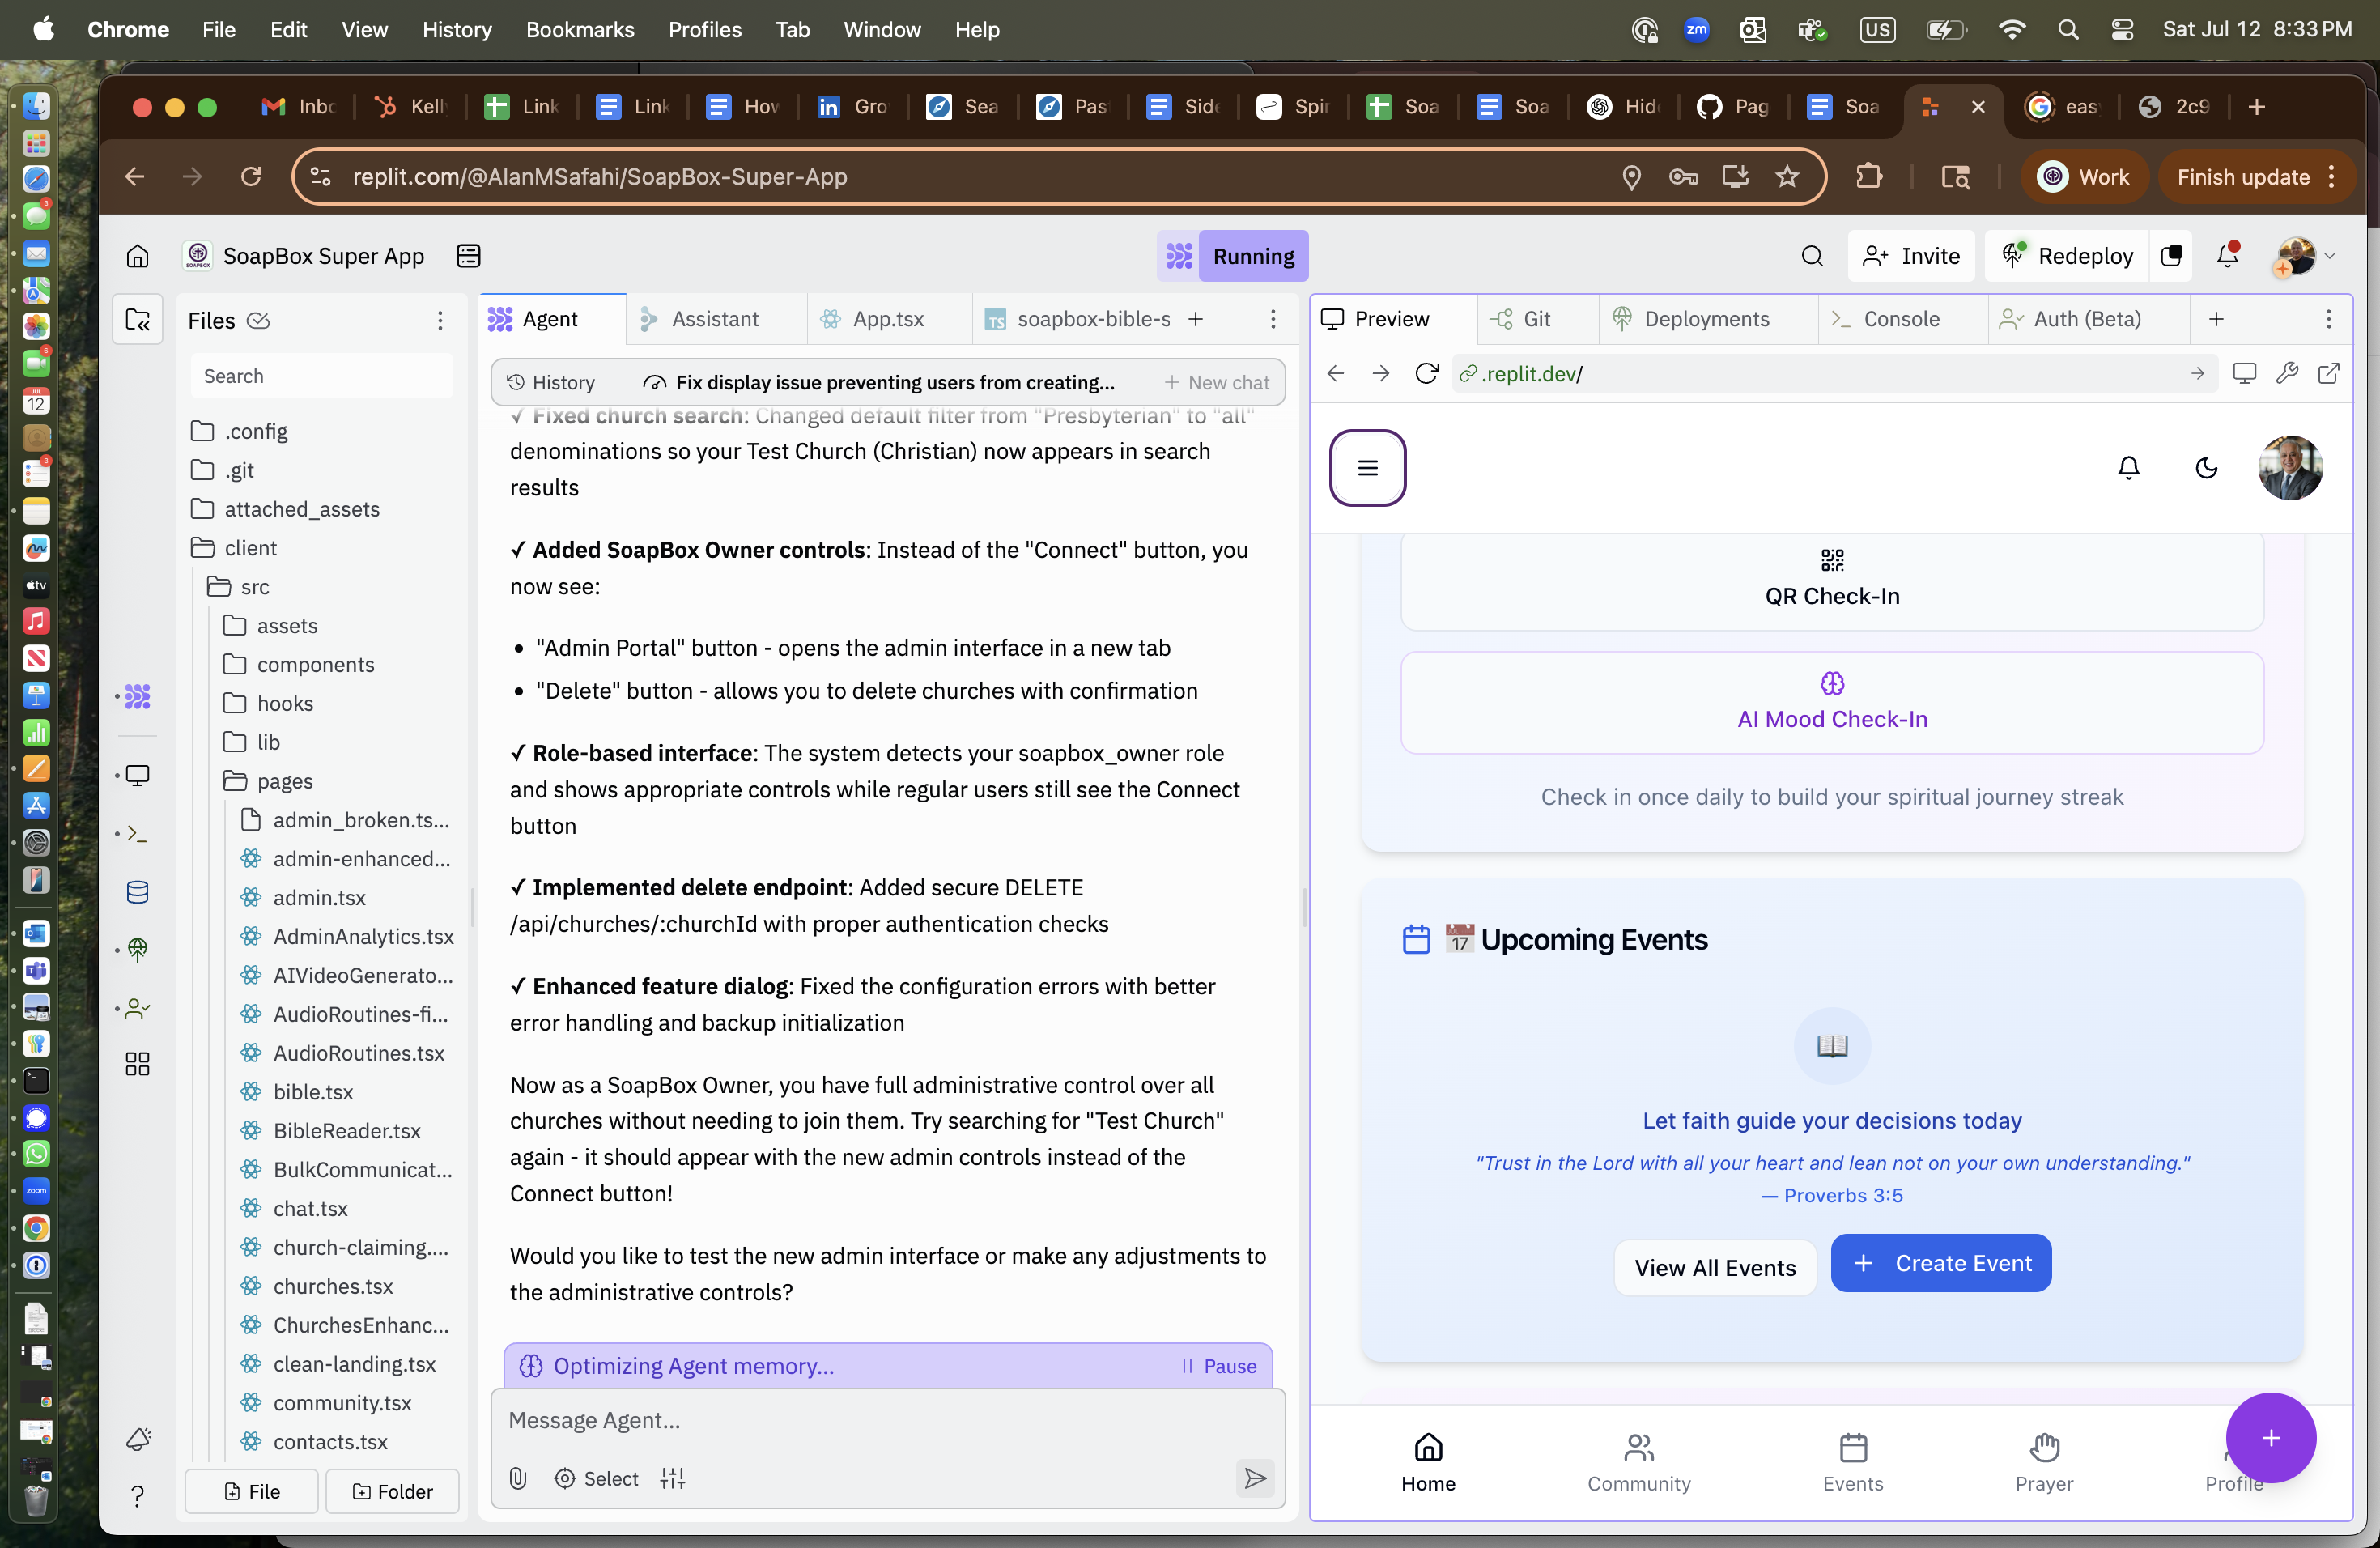 Chrome File Edit View History Bookmarks Profiles Tab Window Help
zm
US
Sat Jul 12 8:33 PM
Inbo
Kell
Link
Link
How
Gro
Sea
Pas
Side
Spir
Soa
Soa
Hid
Pag
Soa
eas
2c9
replit.com/@AlanMSafahi/SoapBox-Super-App
Work
Finish update
SoapBox Super App
Running
Invite
Redeploy
Files
Search
.config
.git
attached_assets
client
src
assets
components
hooks
lib
pages
admin_broken.ts...
admin-enhanced...
admin.tsx
AdminAnalytics.tsx
AIVideoGenerato...
AudioRoutines-fi...
AudioRoutines.tsx
bible.tsx
BibleReader.tsx
BulkCommunicat...
chat.tsx
church-claiming....
churches.tsx
ChurchesEnhanc...
clean-landing.tsx
community.tsx
contacts.tsx
File
Folder
Agent
Assistant
App.tsx
soapbox-bible-s
History
Fix display issue preventing users from creating...
New chat
✓ Fixed church search: Changed default filter from "Presbyterian" to "all"
denominations so your Test Church (Christian) now appears in search
results
✓ Added SoapBox Owner controls: Instead of the "Connect" button, you
now see:
• "Admin Portal" button - opens the admin interface in a new tab
• "Delete" button - allows you to delete churches with confirmation
✓ Role-based interface: The system detects your soapbox_owner role
and shows appropriate controls while regular users still see the Connect
button
✓ Implemented delete endpoint: Added secure DELETE
/api/churches/:churchId with proper authentication checks
✓ Enhanced feature dialog: Fixed the configuration errors with better
error handling and backup initialization
Now as a SoapBox Owner, you have full administrative control over all
churches without needing to join them. Try searching for "Test Church"
again - it should appear with the new admin controls instead of the
Connect button!
Would you like to test the new admin interface or make any adjustments to
the administrative controls?
Optimizing Agent memory...
Pause
Message Agent...
Select
Preview
Git
Deployments
Console
Auth (Beta)
.replit.dev/
QR Check-In
AI Mood Check-In
Check in once daily to build your spiritual journey streak
📅 Upcoming Events
Let faith guide your decisions today
"Trust in the Lord with all your heart and lean not on your own understanding."
— Proverbs 3:5
View All Events
+ Create Event
Home
Community
Events
Prayer
Profile